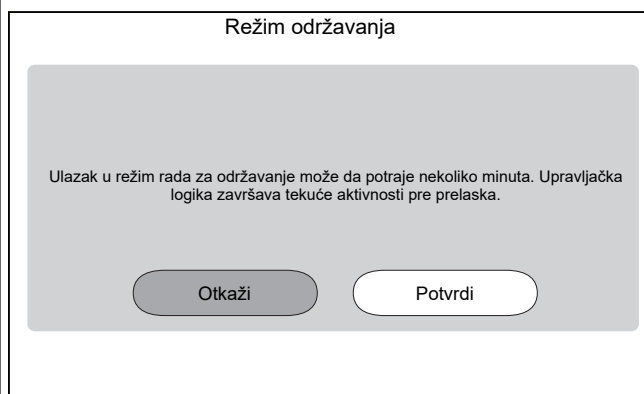 Režim održavanja
Ulazak u režim rada za održavanje može da potraje nekoliko minuta. Upravljačka
logika završava tekuće aktivnosti pre prelaska.
Otkaži
Potvrdi